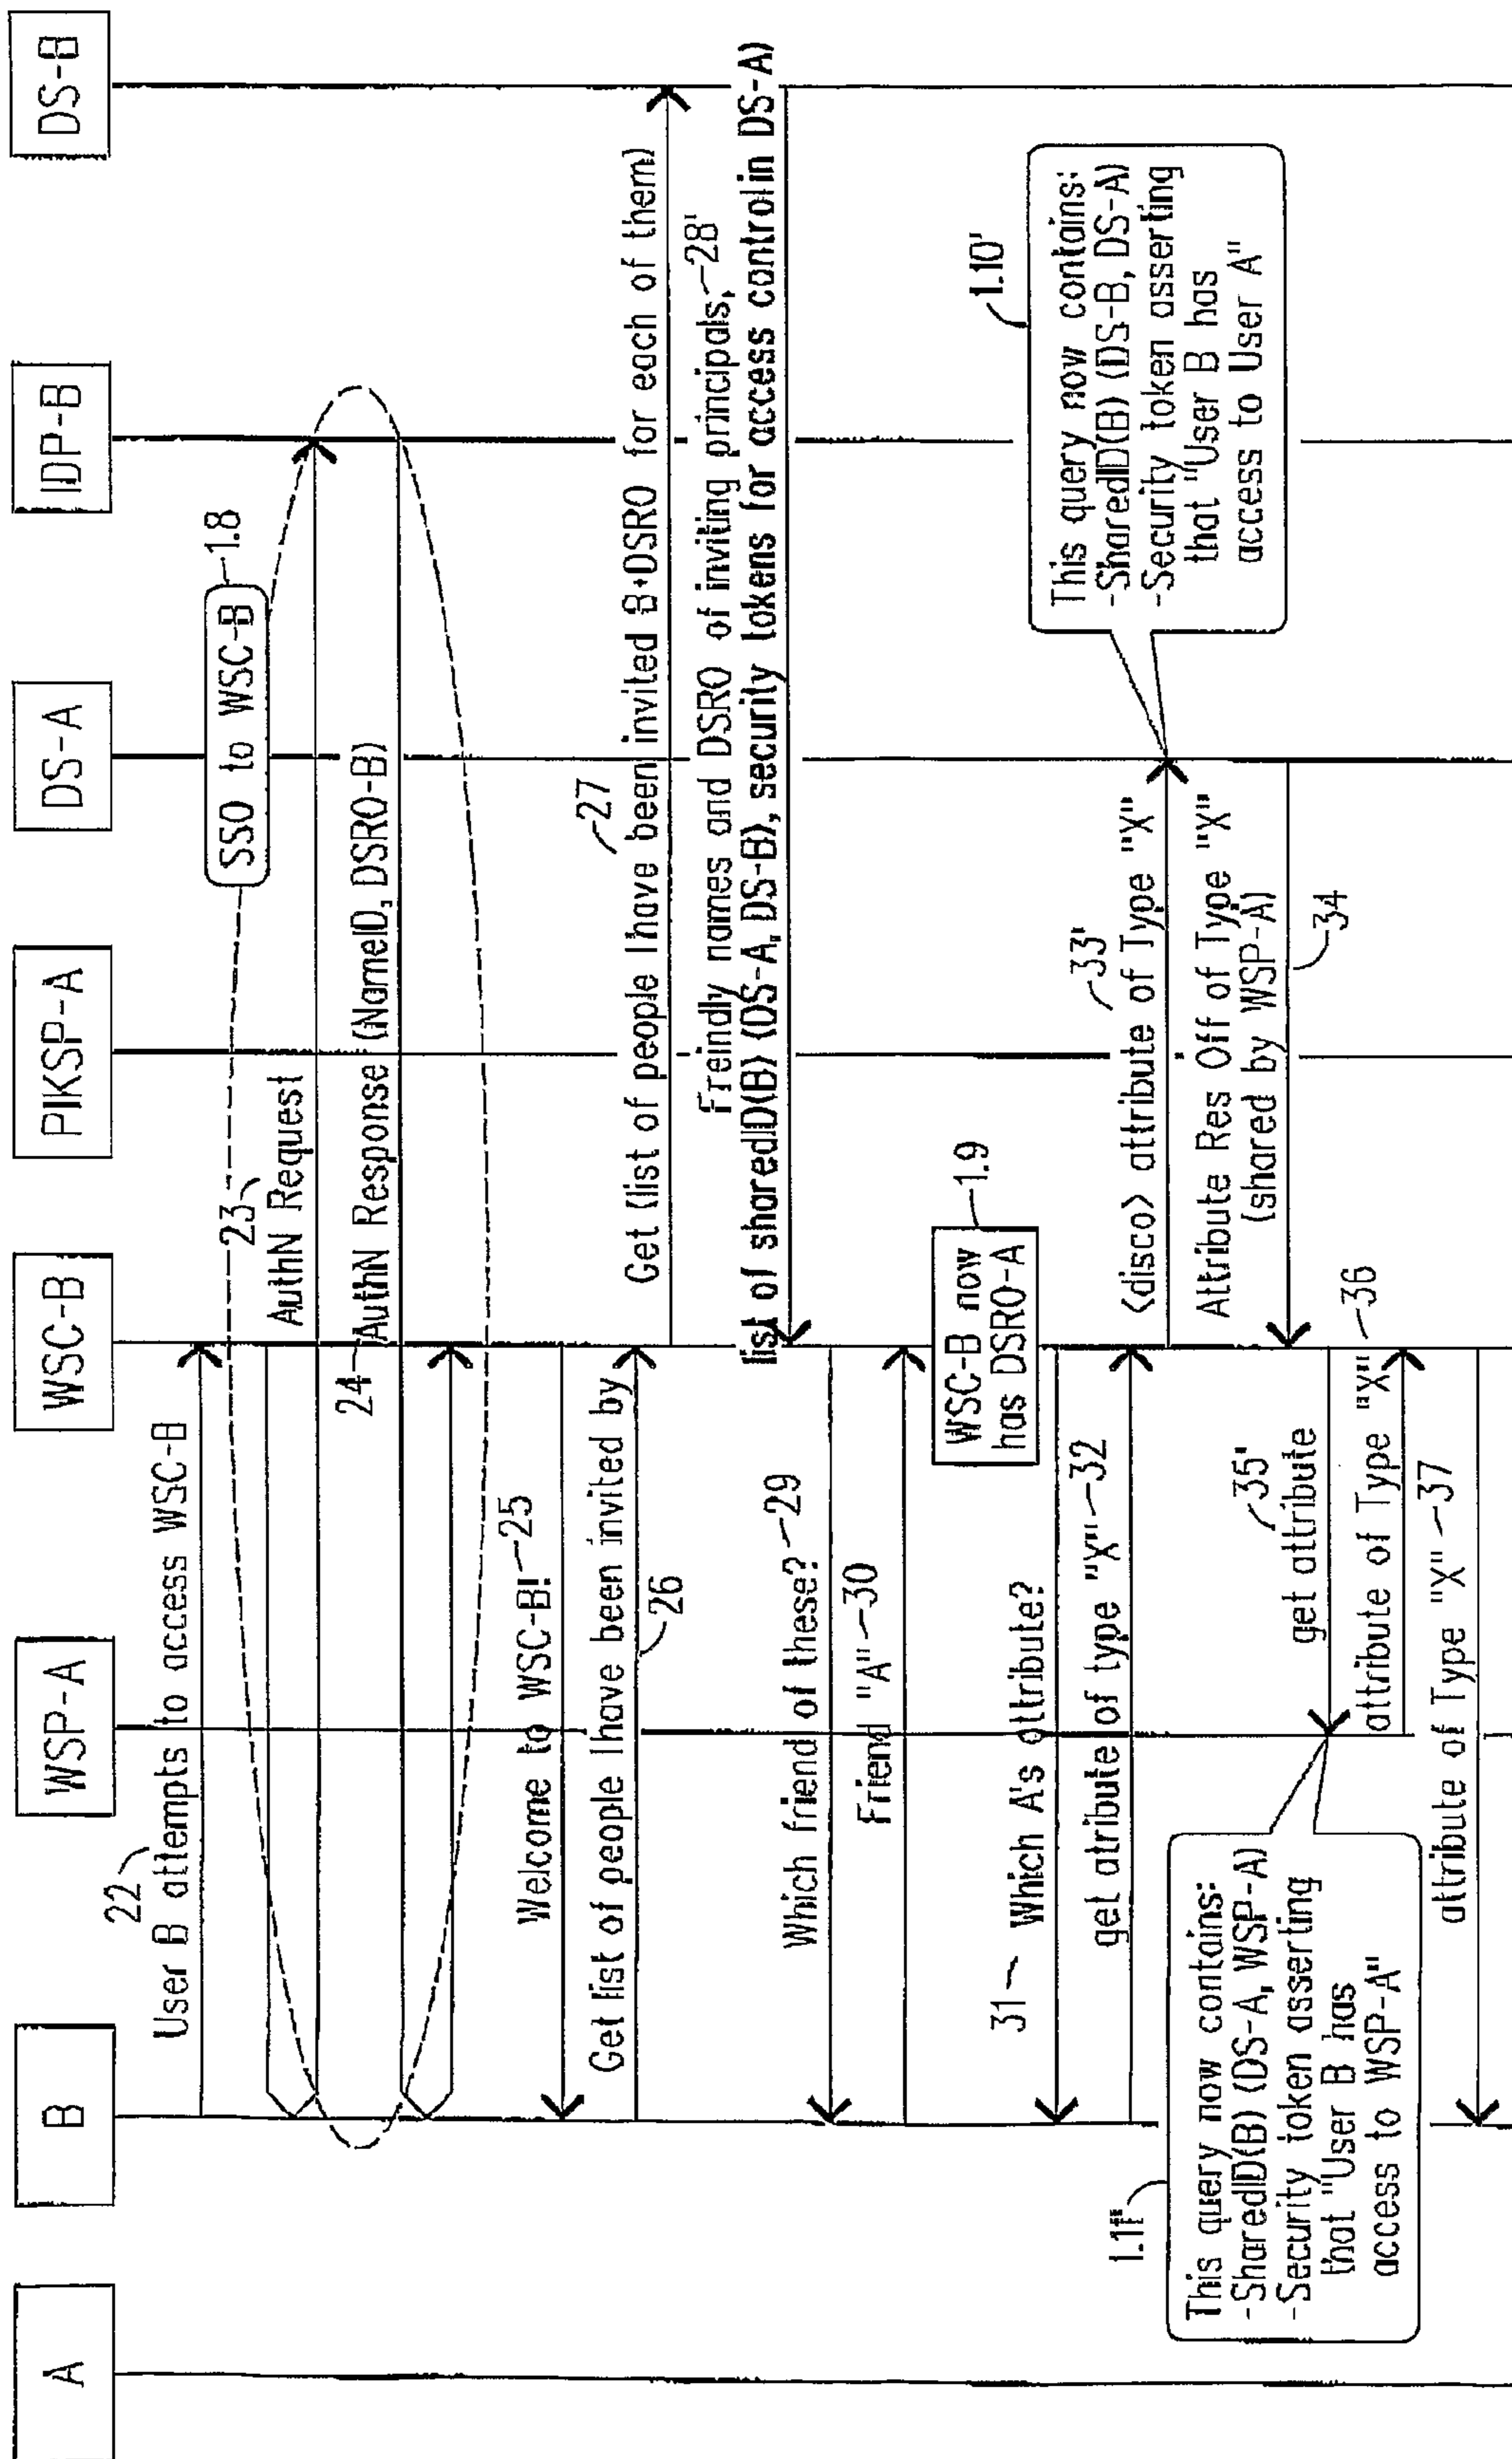 A
B
WSP-A
WSC-B
PIKSP-A
DS-A
IDP-B
DS-B
22
User B attempts to access WSC-B
SSO to WSC-B
1.8
23
AuthN Request
24
AuthN Response (NameID, DSRO-B)
Welcome to WSC-B!
25
Get list of people I have been invited by
26
27
Get (list of people I have been invited B+DSRO for each of them)
Freindly names and DSRO of inviting principals,
28'
list of sharedID(B) (DS-A, DS-B), security tokens for access control in DS-A)
Which friend of these?
29
Friend "A"
30
WSC-B now
has DSRO-A
1.9
31
Which A's attribute?
get atribute of type "X"
32
33'
<disco> attribute of Type "X"
1.10'
This query now contains:
-SharedID(B) (DS-B, DS-A)
-Security token asserting
that "User B has
access to User A"
Attribute Res Off of Type "X"
(shared by WSP-A)
34
35'
get attribute
1.11'
This query now contains:
-SharedID(B) (DS-A, WSP-A)
-Security token asserting
that "User B has
access to WSP-A"
attribute of Type "X"
36
attribute of Type "X"
37